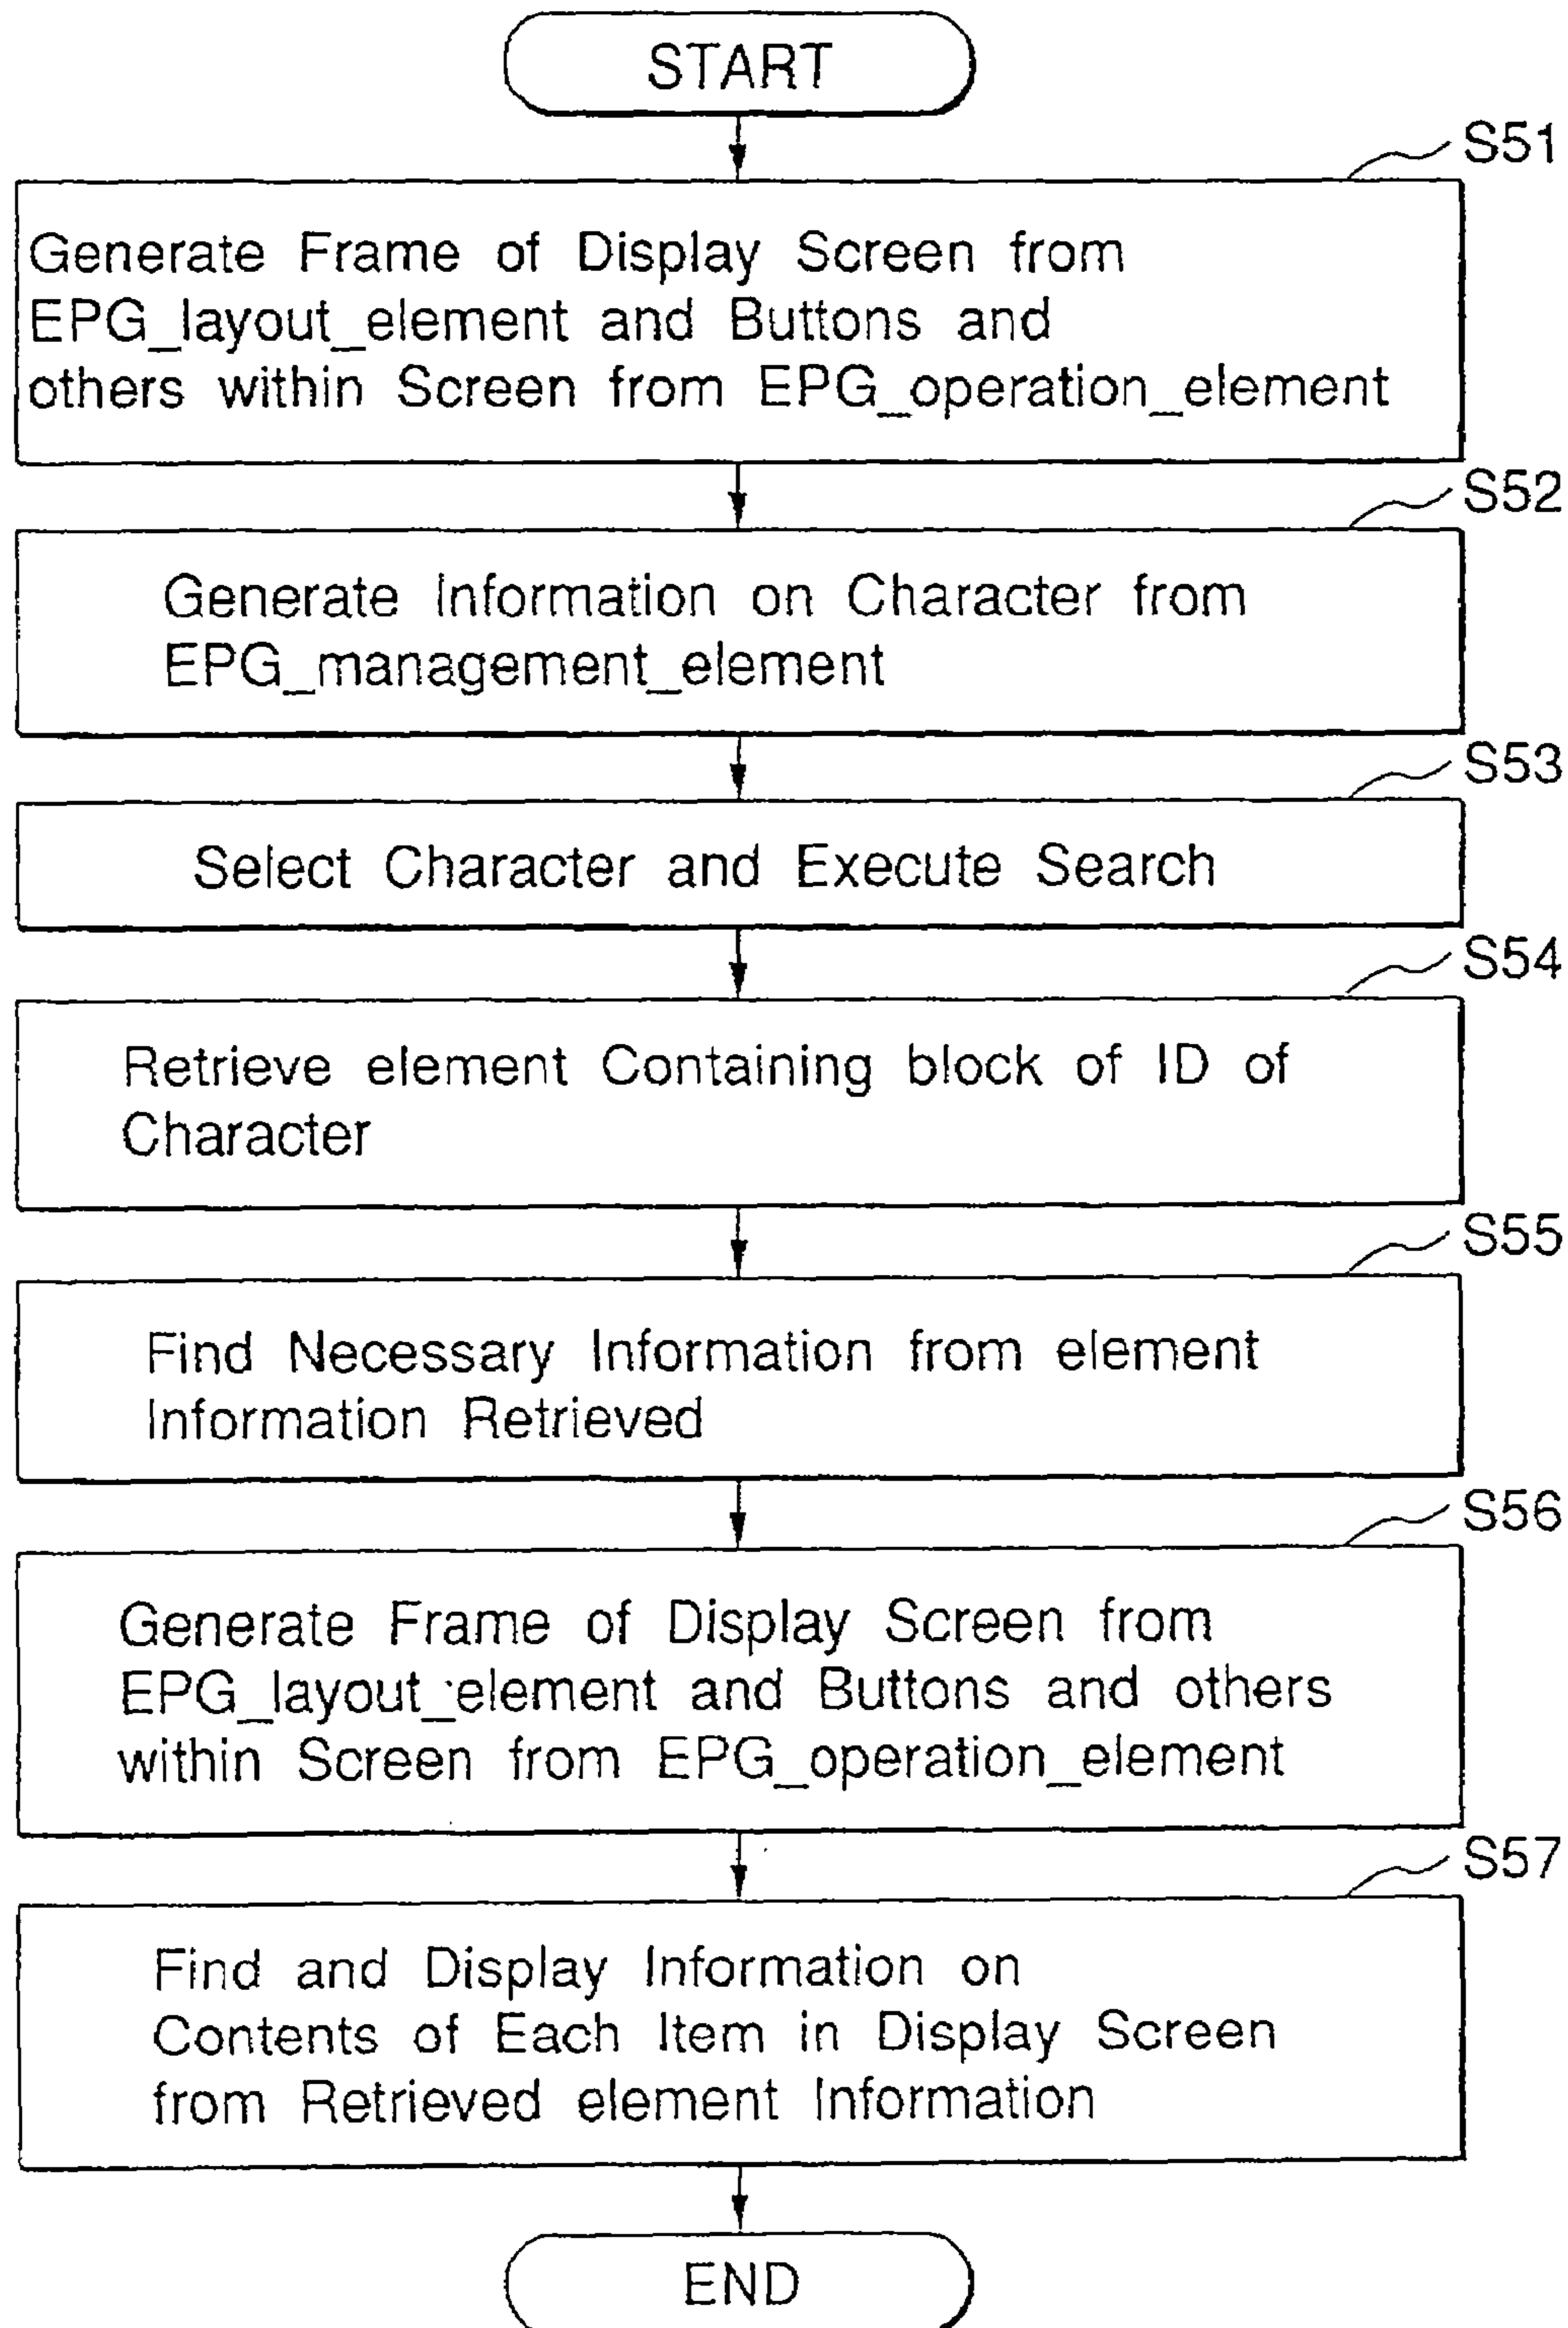 START
S51
Generate Frame of Display Screen from
EPG_layout_element and Buttons and
others within Screen from EPG_operation_element
S52
Generate Information on Character from
EPG_management_element
S53
Select Character and Execute Search
S54
Retrieve element Containing block of ID of
Character
S55
Find Necessary Information from element
Information Retrieved
S56
Generate Frame of Display Screen from
EPG_layout_element and Buttons and others
within Screen from EPG_operation_element
S57
Find and Display Information on
Contents of Each Item in Display Screen
from Retrieved element Information
END